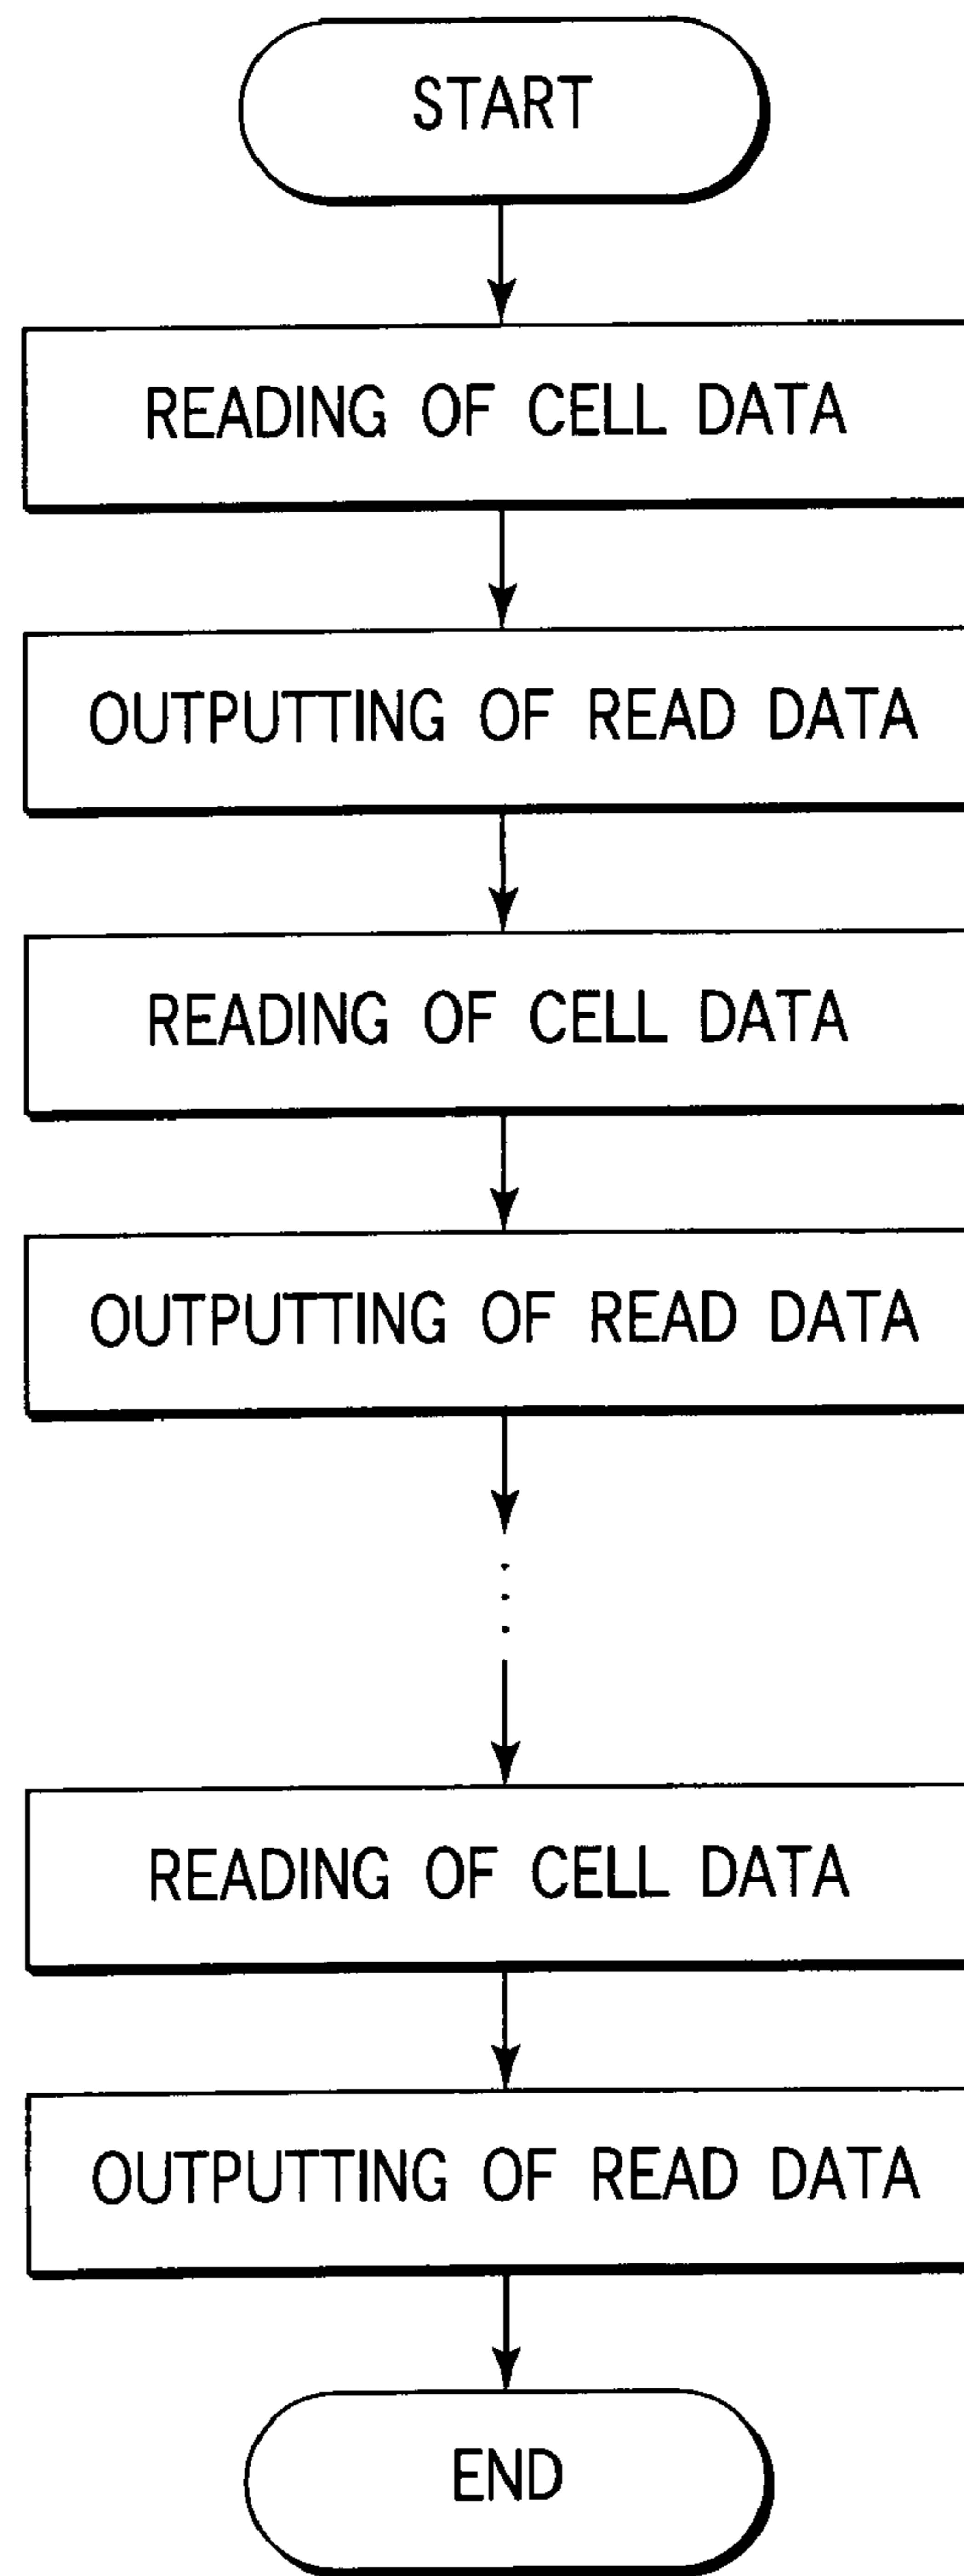 START
READING OF CELL DATA
OUTPUTTING OF READ DATA
READING OF CELL DATA
OUTPUTTING OF READ DATA
READING OF CELL DATA
OUTPUTTING OF READ DATA
END